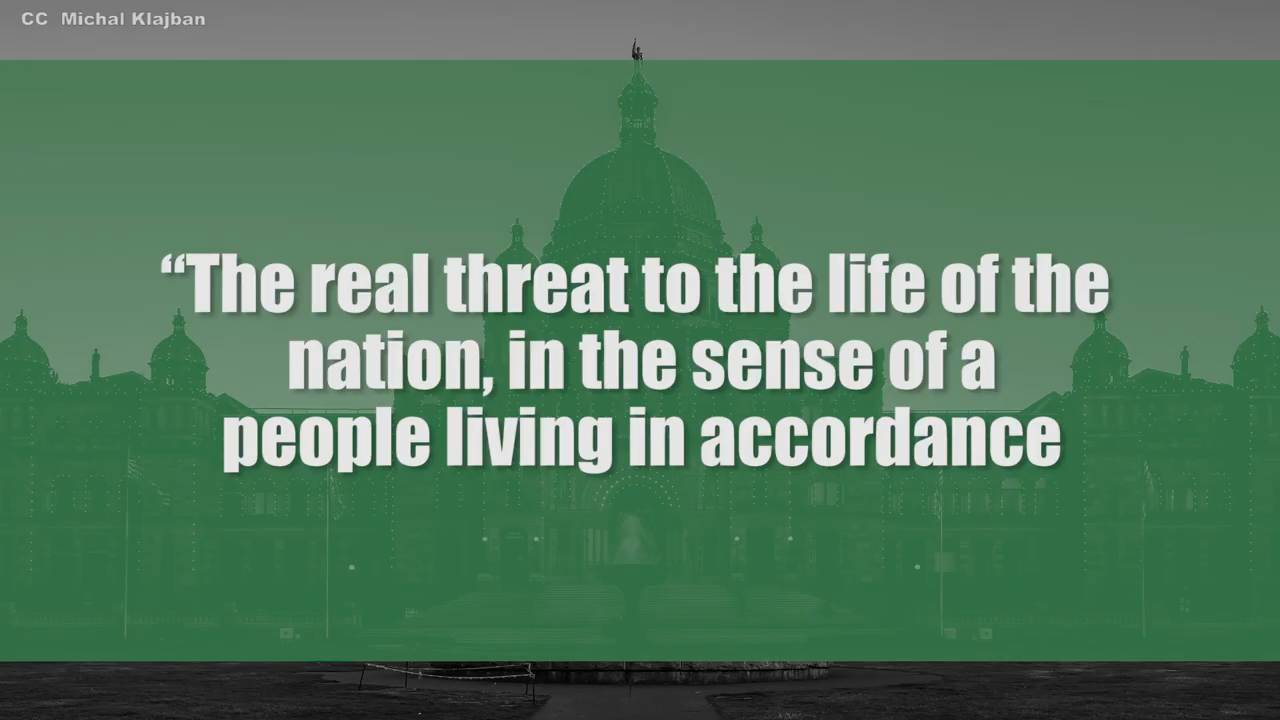 CC Michal Klajban
“The real threat to the life of the
nation, in the sense of a
people living in accordance